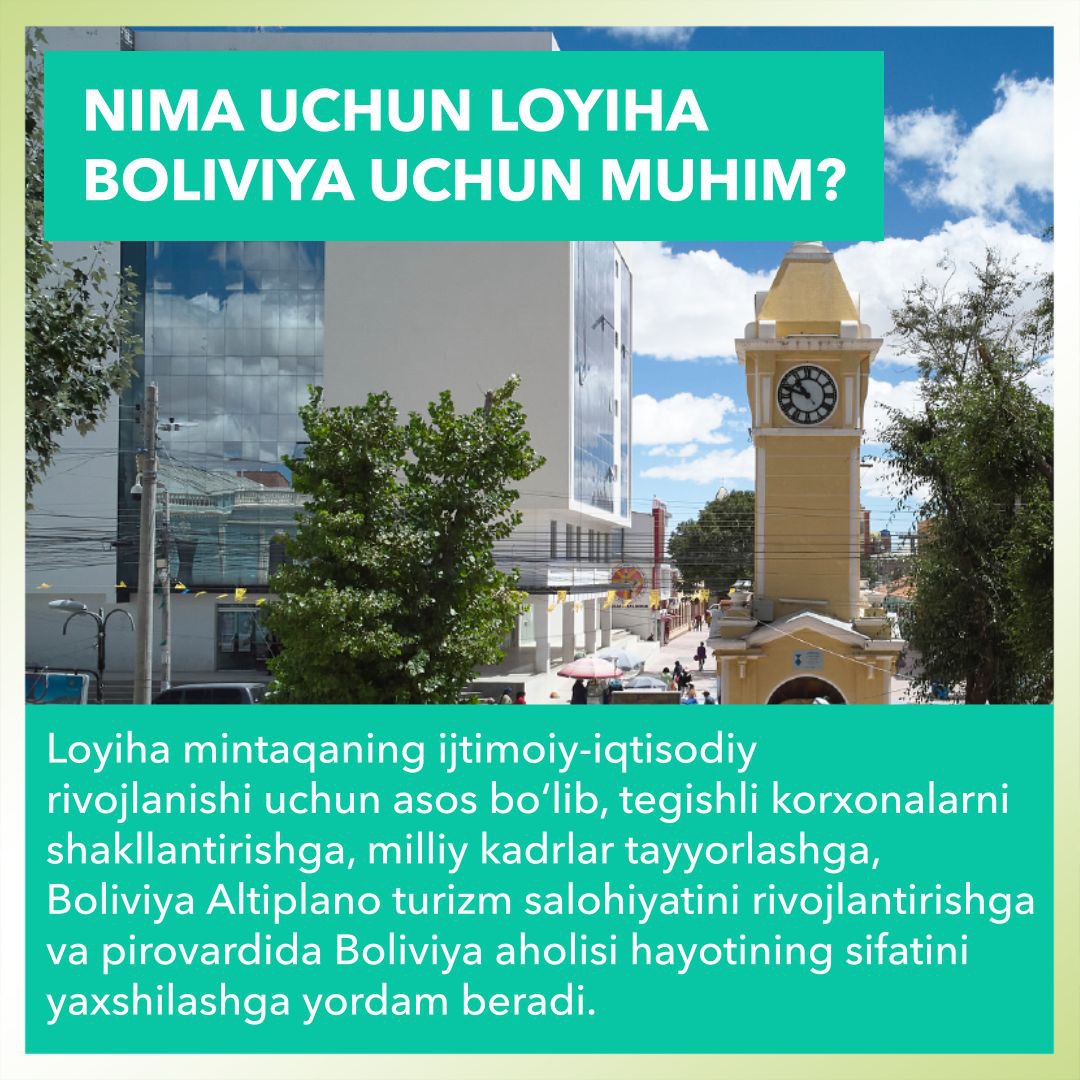 NIMA UCHUN LOYIHA
BOLIVIYA UCHUN MUHIM?
Loyiha mintaqaning ijtimoiy-iqtisodiy
rivojlanishi uchun asos bo‘lib, tegishli korxonalarni
shakllantirishga, milliy kadrlar tayyorlashga,
Boliviya Altiplano turizm salohiyatini rivojlantirishga
va pirovardida Boliviya aholisi hayotining sifatini
yaxshilashga yordam beradi.